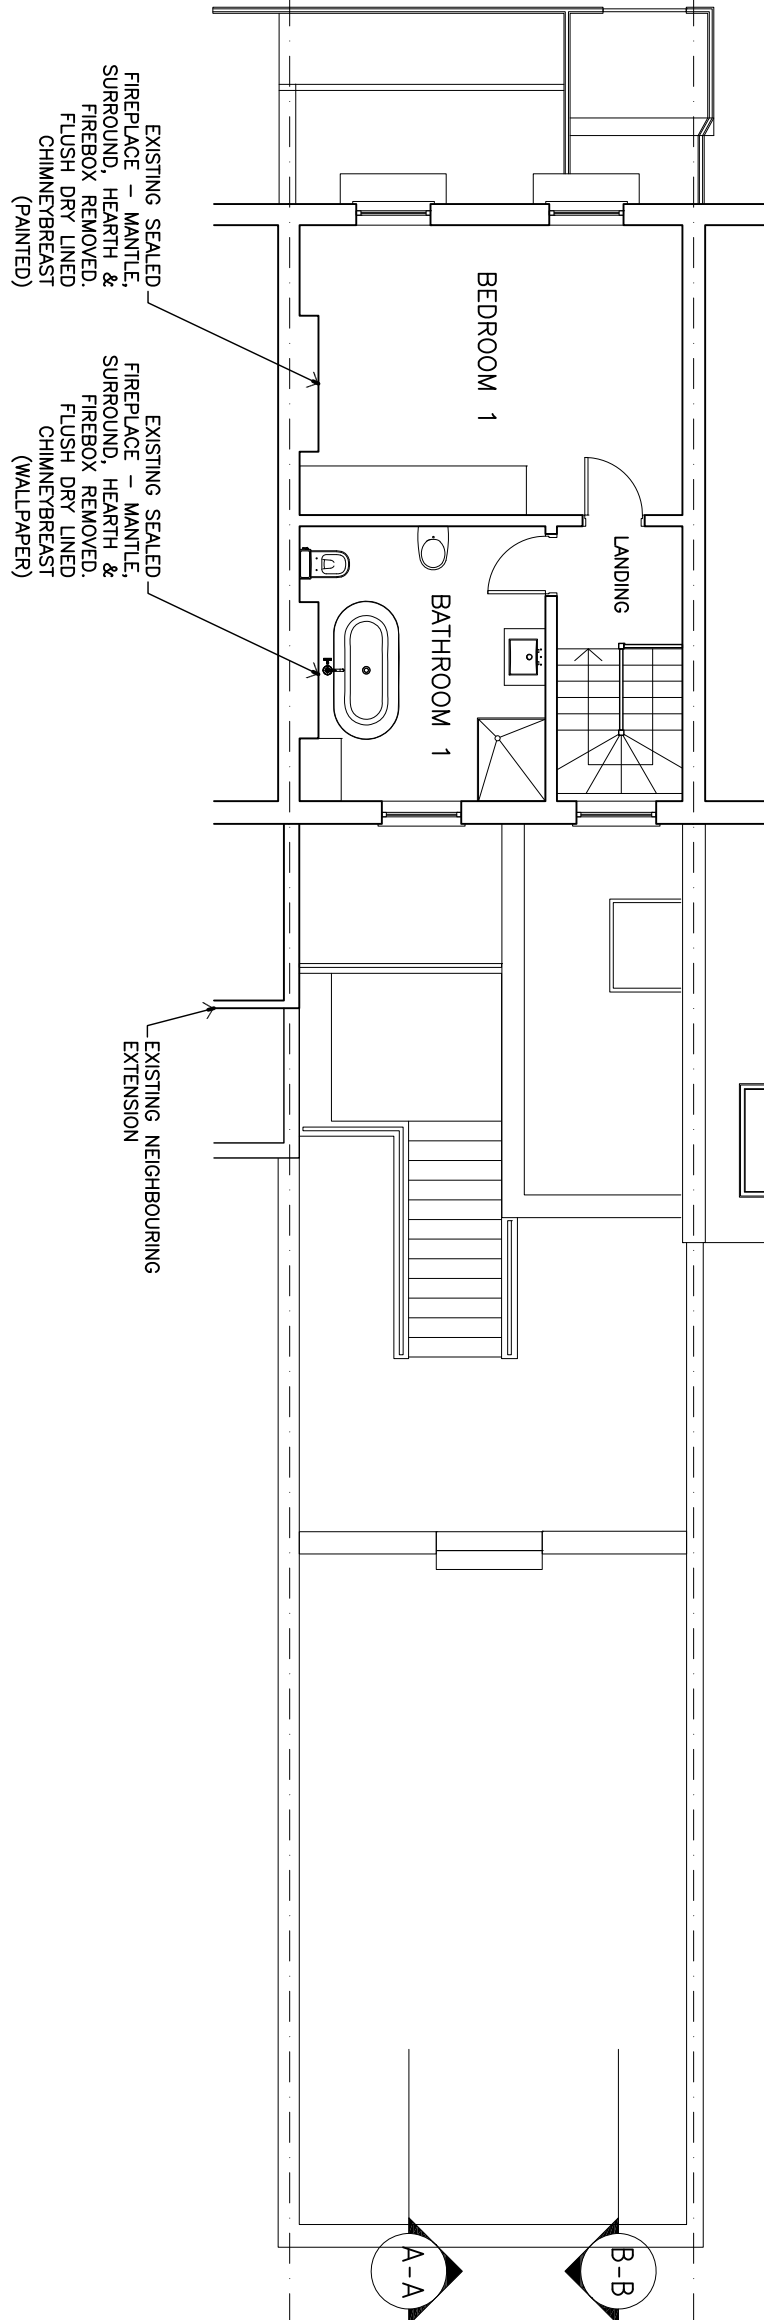 EXISTING SEALED
FIREPLACE – MANTLE,
SURROUND, HEARTH &
FIREBOX REMOVED.
FLUSH DRY LINED
CHIMNEYBREAST
(PAINTED)
EXISTING SEALED
FIREPLACE – MANTLE,
SURROUND, HEARTH &
FIREBOX REMOVED.
FLUSH DRY LINED
CHIMNEYBREAST
(WALLPAPER)
BEDROOM 1
LANDING
BATHROOM 1
EXISTING NEIGHBOURING
EXTENSION
B-B
A-A